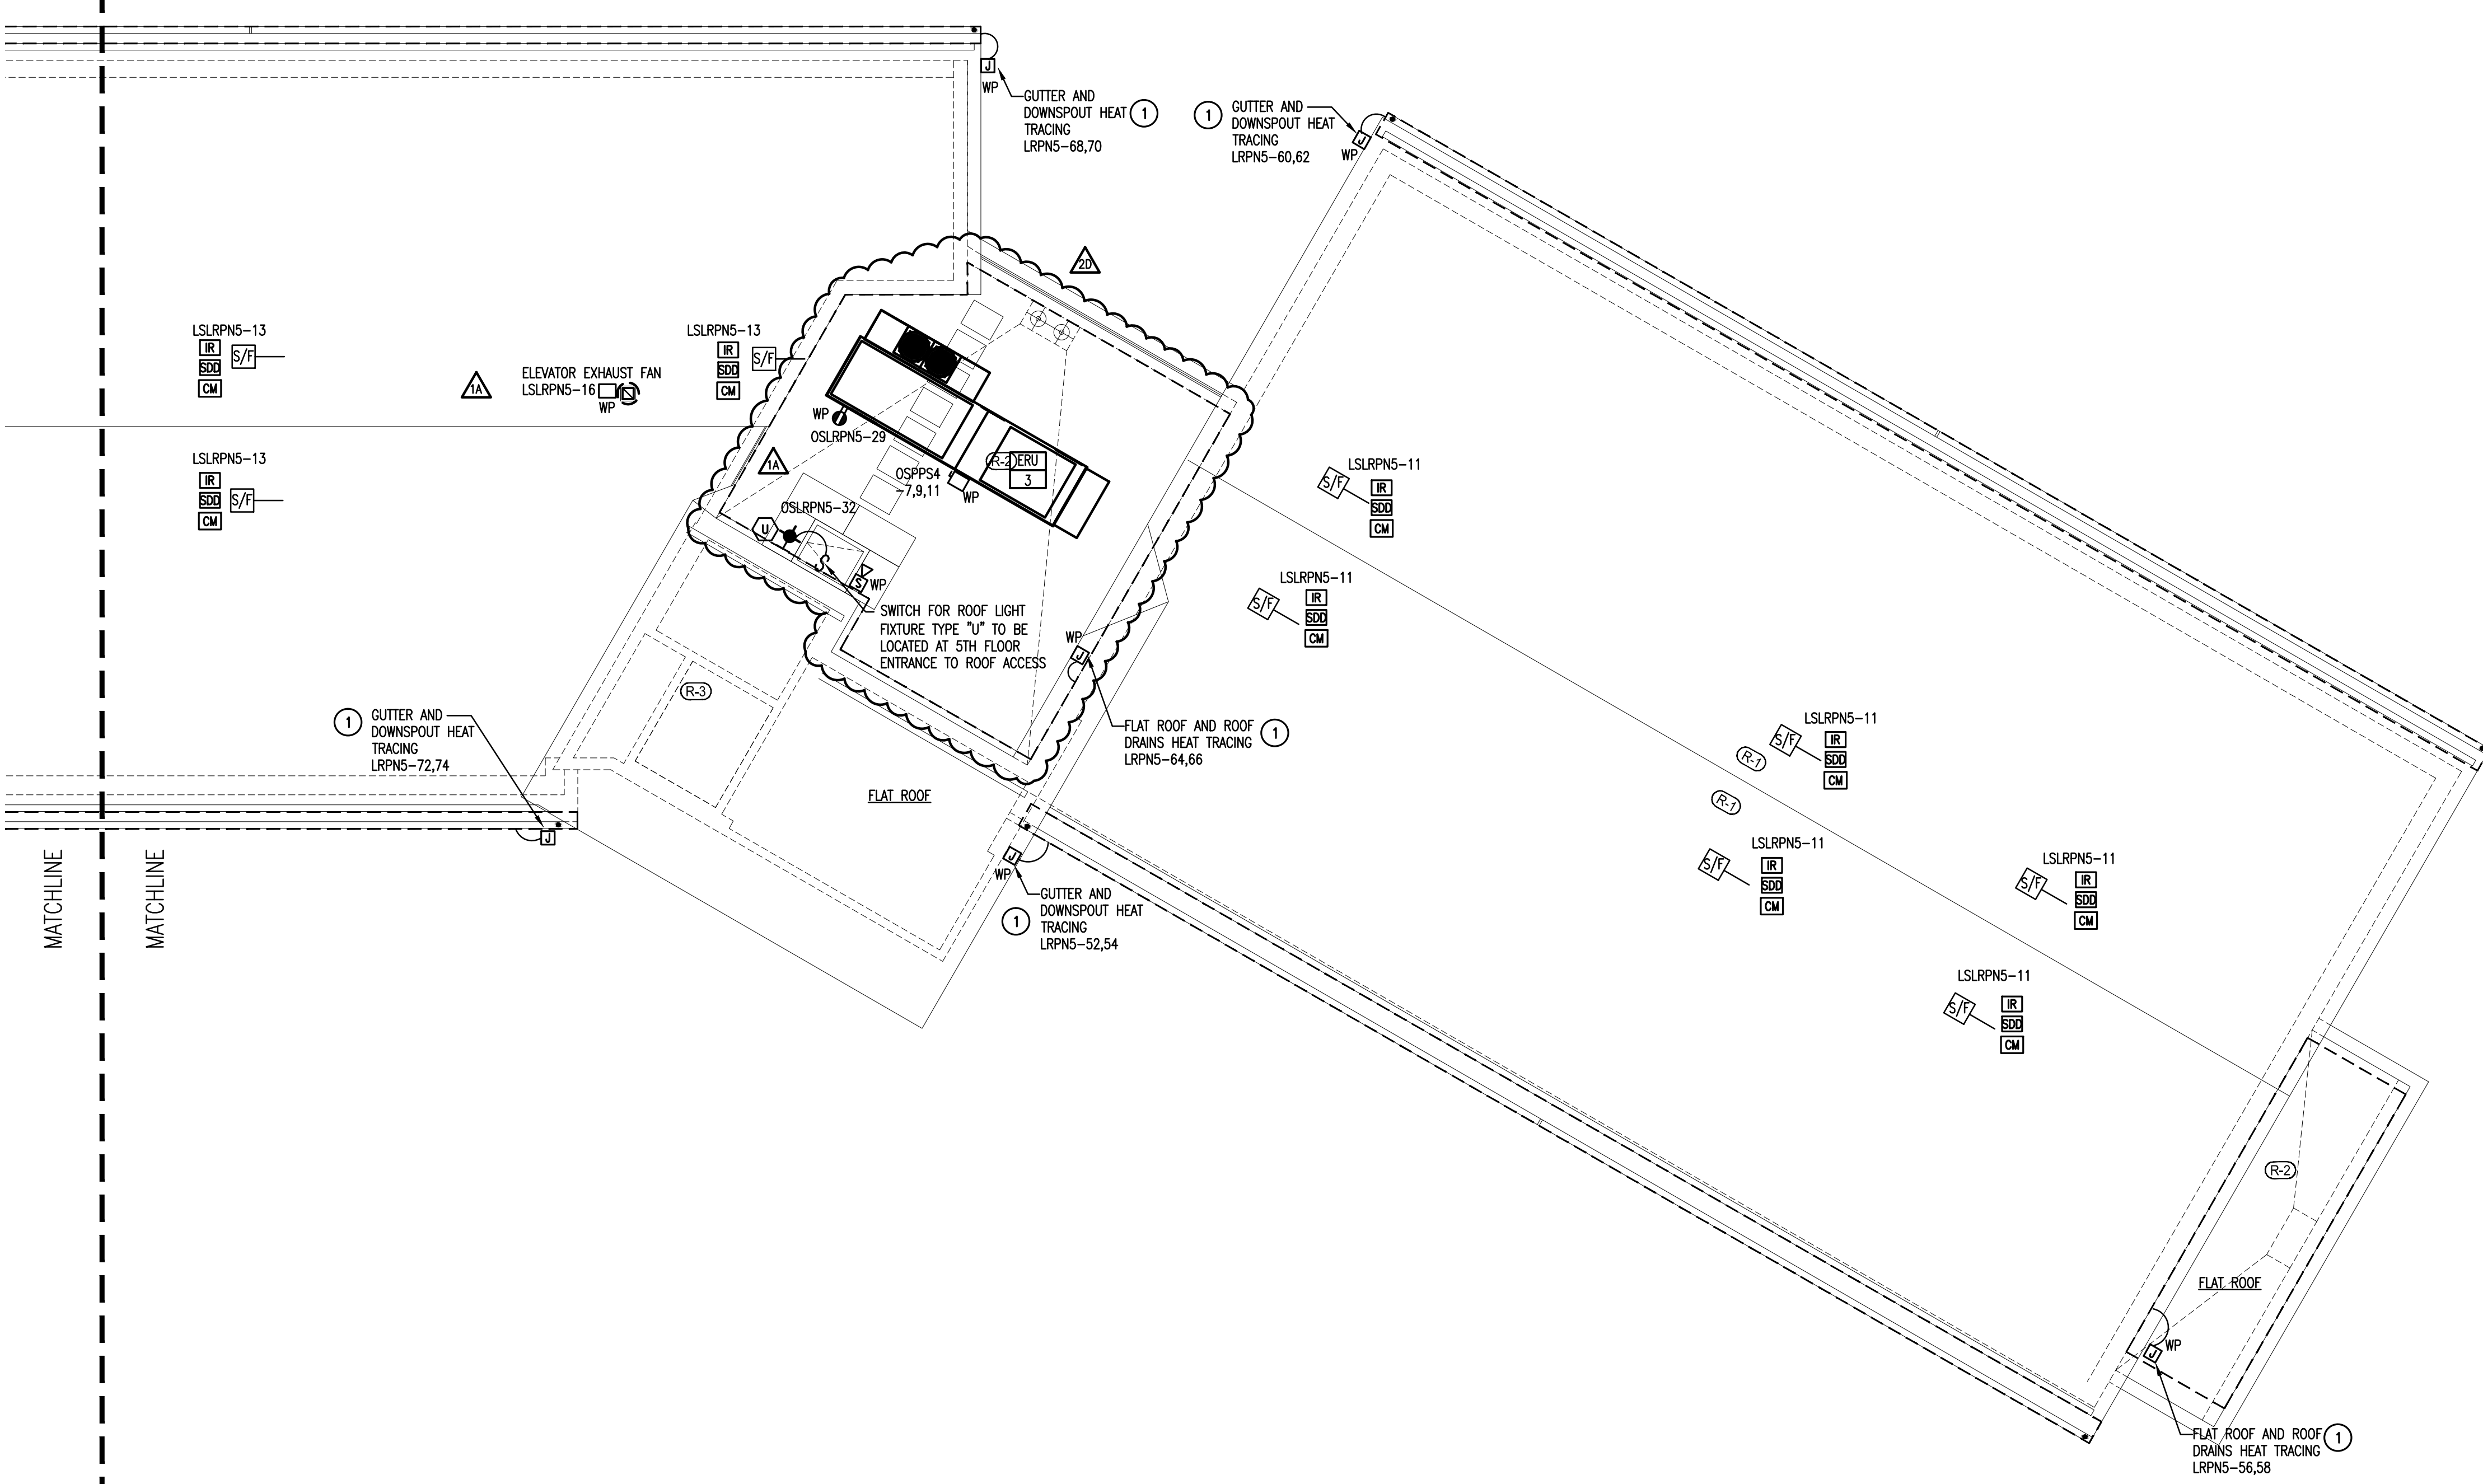 J
WP
GUTTER AND
DOWNSPOUT HEAT
TRACING
LRPN5-68,70
1
1
GUTTER AND
DOWNSPOUT HEAT
TRACING
LRPN5-60,62
J
WP
2D
LSLRPN5-13
IR
SDD
CM
S/F
1A
ELEVATOR EXHAUST FAN
LSLRPN5-16
WP
LSLRPN5-13
IR
SDD
CM
S/F
WP
OSLRPN5-29
1A
OSPPS4
-7,9,11
WP
R-2
ERU
3
LSLRPN5-13
IR
SDD
CM
S/F
OSLRPN5-32
U
S
S
WP
SWITCH FOR ROOF LIGHT
FIXTURE TYPE "U" TO BE
LOCATED AT 5TH FLOOR
ENTRANCE TO ROOF ACCESS
LSLRPN5-11
S/F
IR
SDD
CM
LSLRPN5-11
S/F
IR
SDD
CM
WP
J
R-3
1
GUTTER AND
DOWNSPOUT HEAT
TRACING
LRPN5-72,74
J
FLAT ROOF AND ROOF
DRAINS HEAT TRACING
LRPN5-64,66
1
FLAT ROOF
LSLRPN5-11
S/F
IR
SDD
CM
R-1
R-1
LSLRPN5-11
S/F
IR
SDD
CM
LSLRPN5-11
S/F
IR
SDD
CM
MATCHLINE
MATCHLINE
J
WP
1
GUTTER AND
DOWNSPOUT HEAT
TRACING
LRPN5-52,54
LSLRPN5-11
S/F
IR
SDD
CM
R-2
FLAT ROOF
J
WP
FLAT ROOF AND ROOF
DRAINS HEAT TRACING
LRPN5-56,58
1